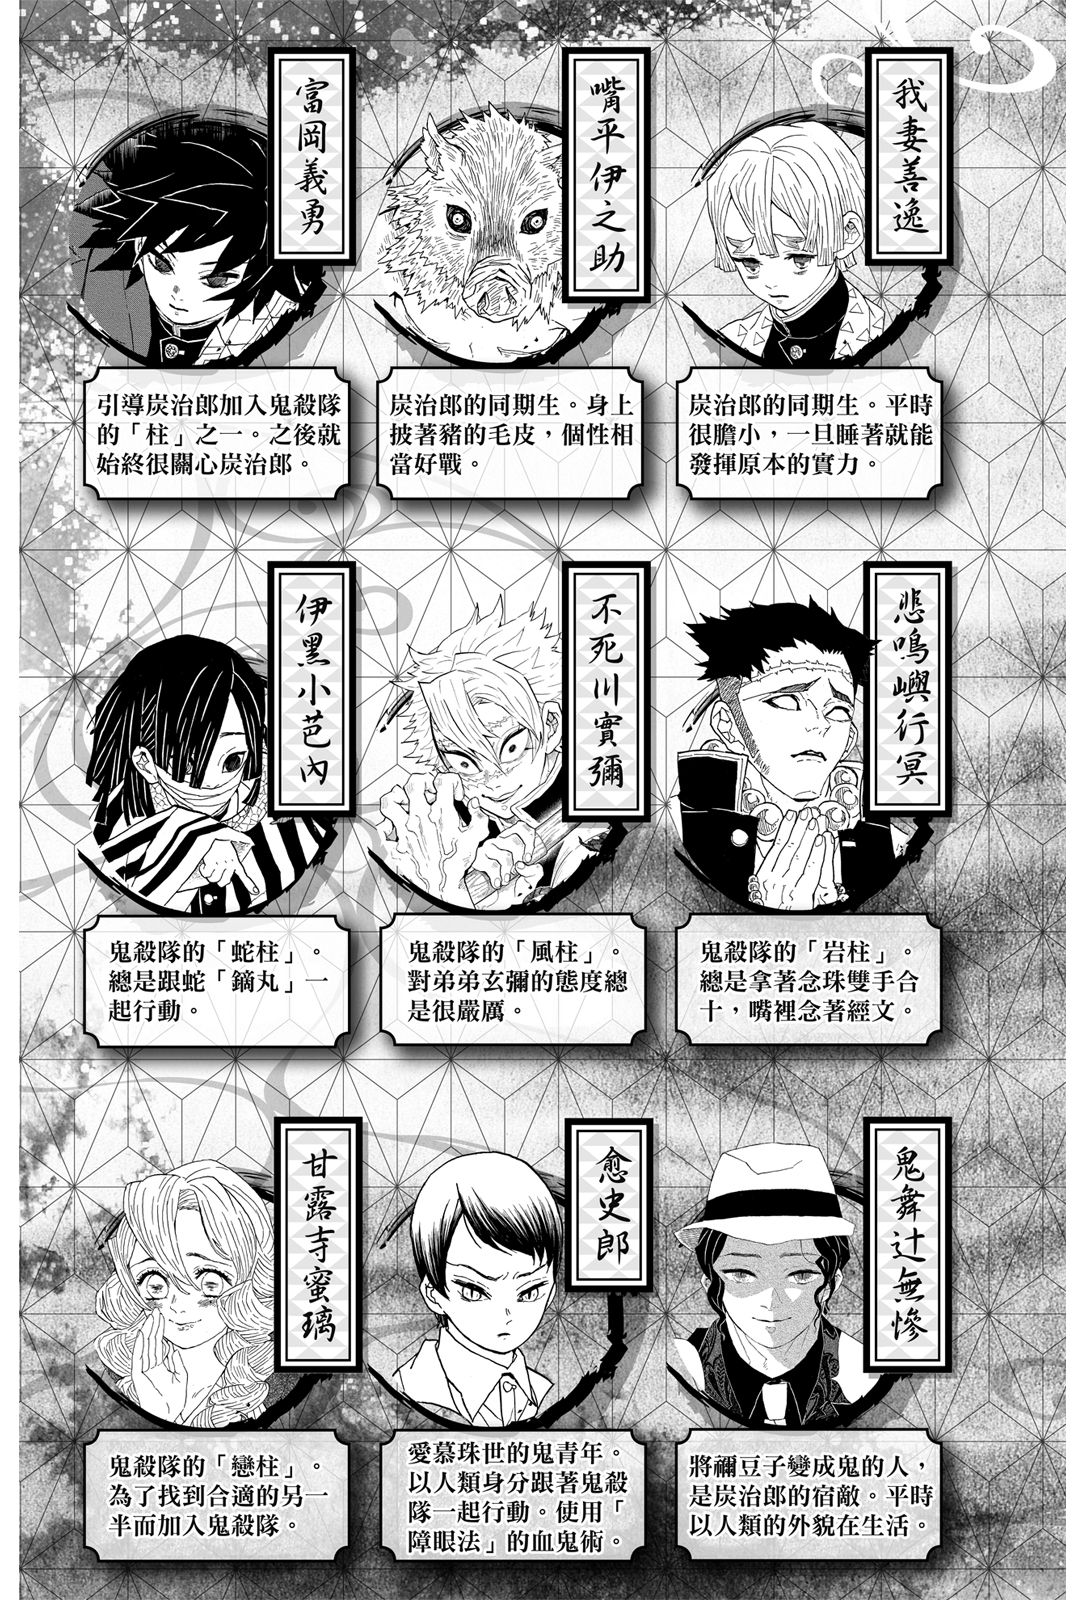 我妻善逸
炭治郎的同期生。平時
很膽小，一旦睡著就能
發揮原本的實力。
嘴平伊之助
炭治郎的同期生。身上
披著豬的毛皮，個性相
當好戰。
富岡義勇
引導炭治郎加入鬼殺隊
的「柱」之一。之後就
始終很關心炭治郎。
悲鳴嶼行冥
鬼殺隊的「岩柱」。
總是拿著念珠雙手合
十，嘴裡念著經文。
不死川實彌
鬼殺隊的「風柱」。
對弟弟玄彌的態度總
是很嚴厲。
伊黑小芭內
鬼殺隊的「蛇柱」。
總是跟蛇「鏑丸」一
起行動。
鬼舞辻無慘
將禰豆子變成鬼的人，
是炭治郎的宿敵。平時
以人類的外貌在生活。
愈史郎
愛慕珠世的鬼青年。
以人類身分跟著鬼殺
隊一起行動。使用「
障眼法」的血鬼術。
甘露寺蜜璃
鬼殺隊的「戀柱」。
為了找到合適的另一
半而加入鬼殺隊。